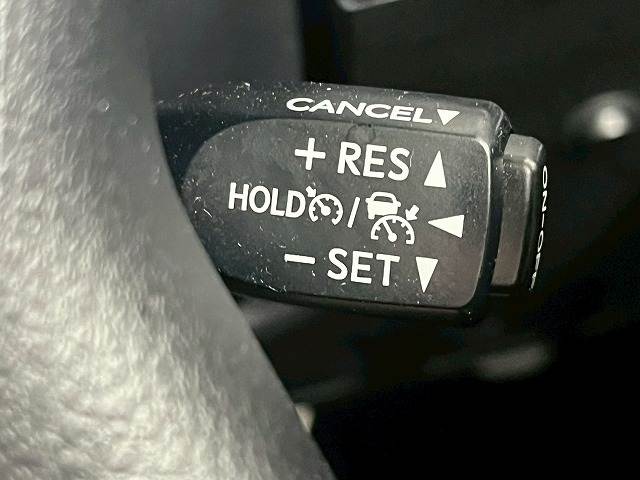 CANCEL▼
+ RES ▲
HOLD / ◀
− SET ▼
ON-OFF